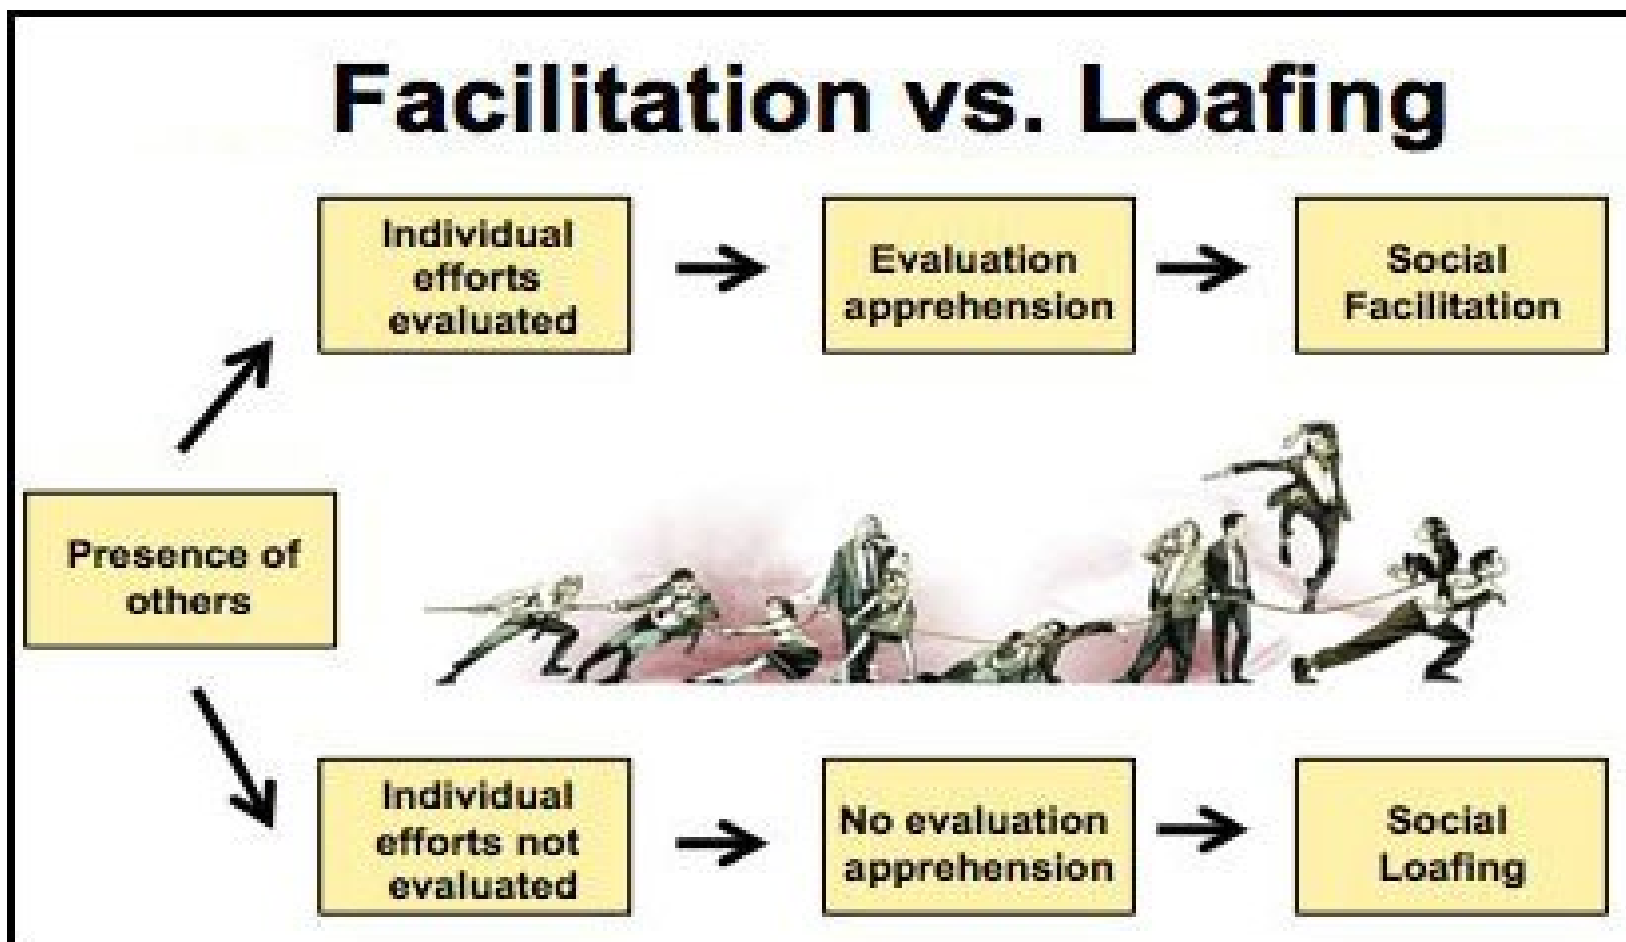 Facilitation vs. Loafing
Individual
efforts
evaluated
Evaluation
apprehension
Social
Facilitation
Presence of
others
Individual
efforts not
evaluated
No evaluation
apprehension
Social
Loafing